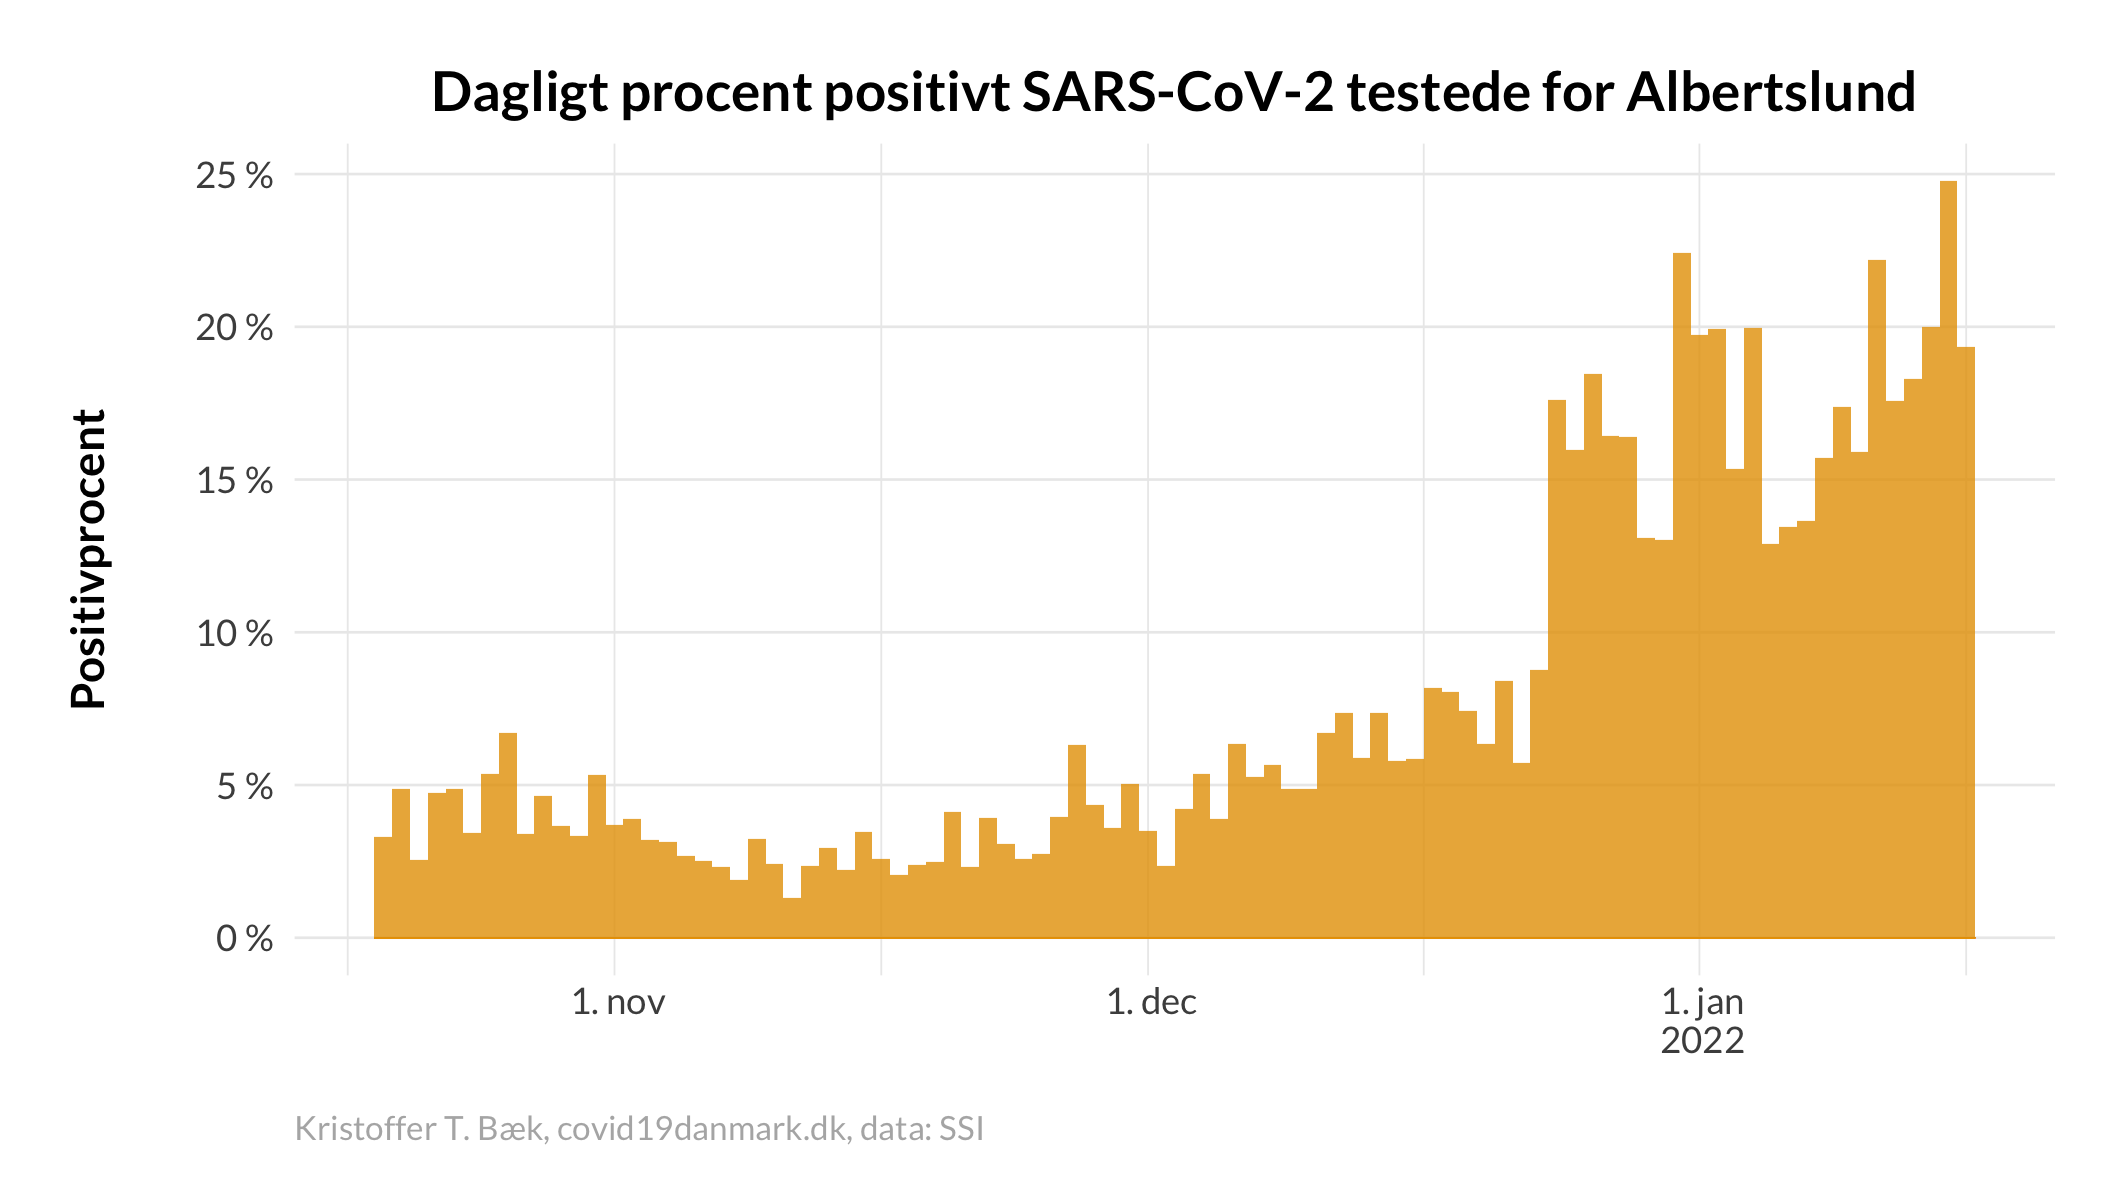 Dagligt procent positivt SARS-CoV-2 testede for Albertslund
Positivprocent
25 %
20 %
15 %
10 %
5 %
0 %
1. nov
1. dec
1. jan
2022
Kristoffer T. Bæk, covid19danmark.dk, data: SSI